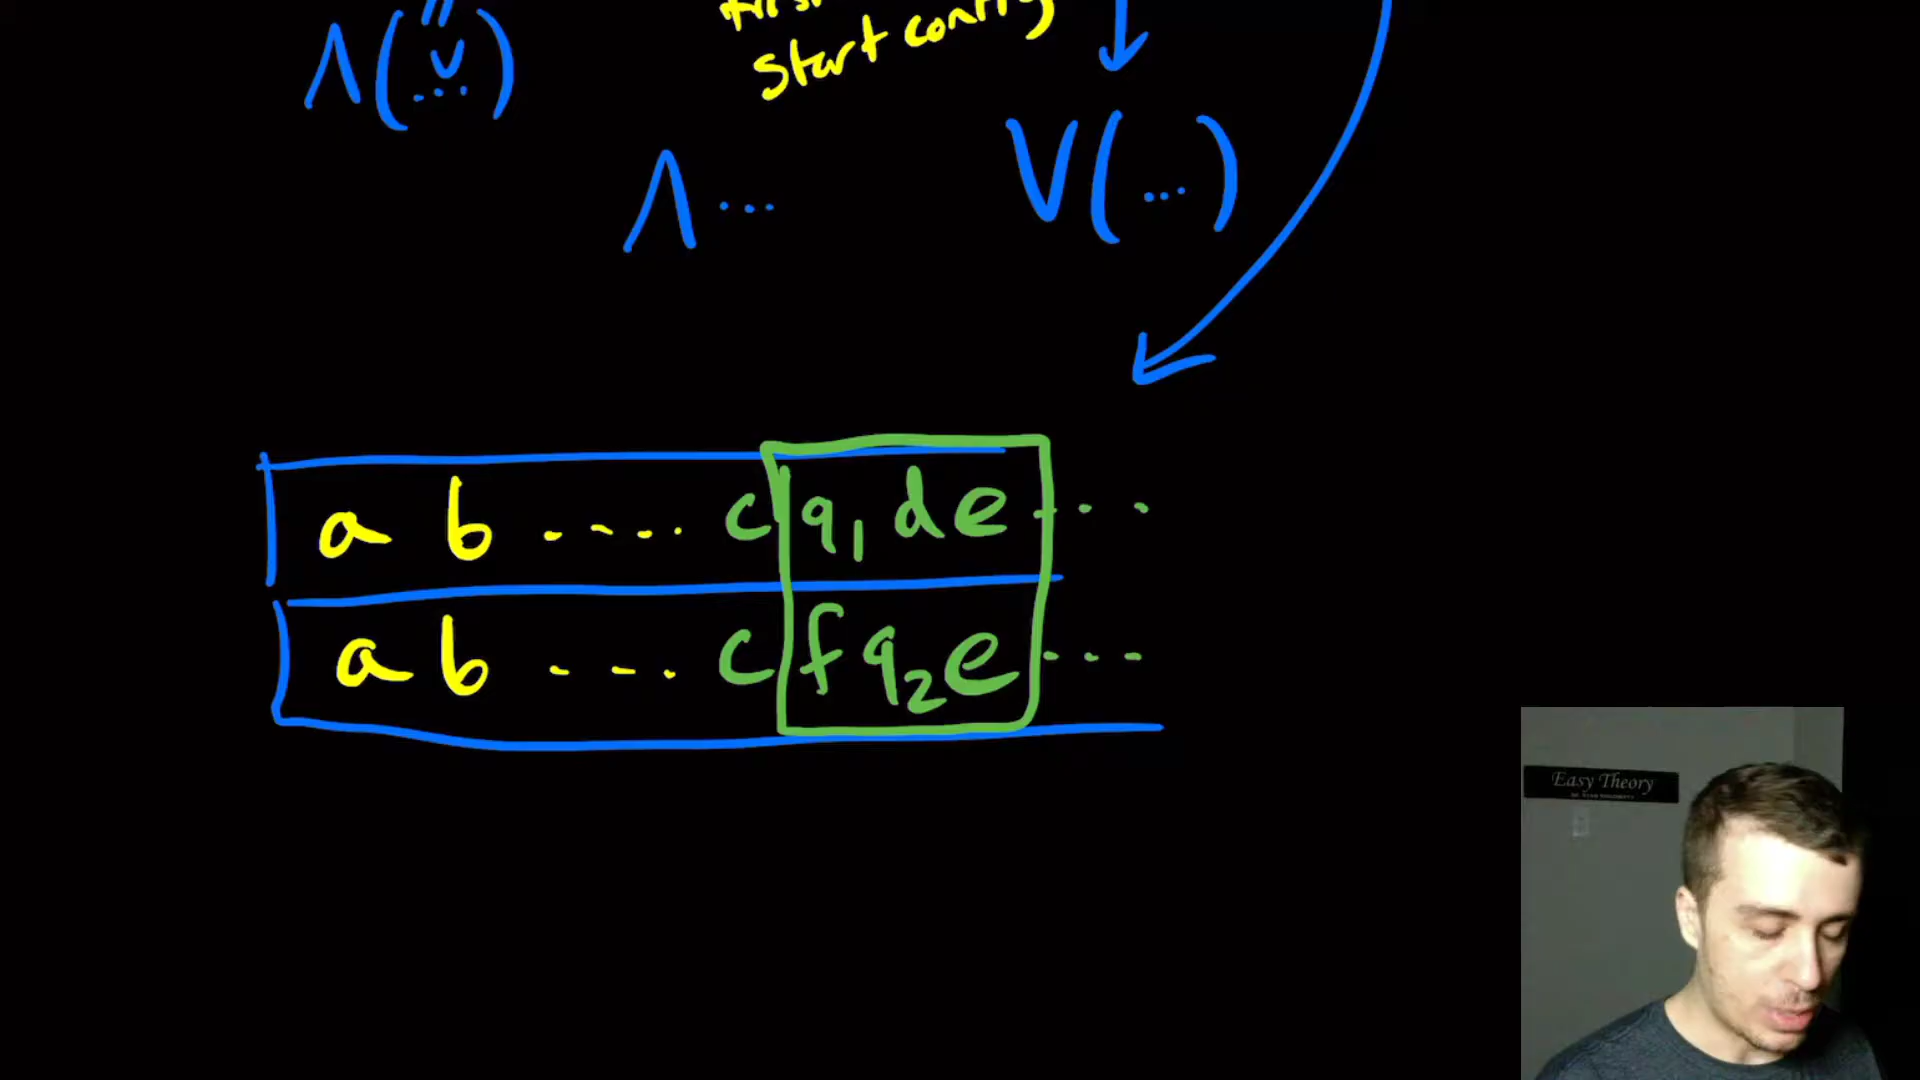 Λ(∨...)
Start config
Λ...
V(...)
a b .... c q₁ d e ...
a b .... c f q₂ e ...
Easy Theory